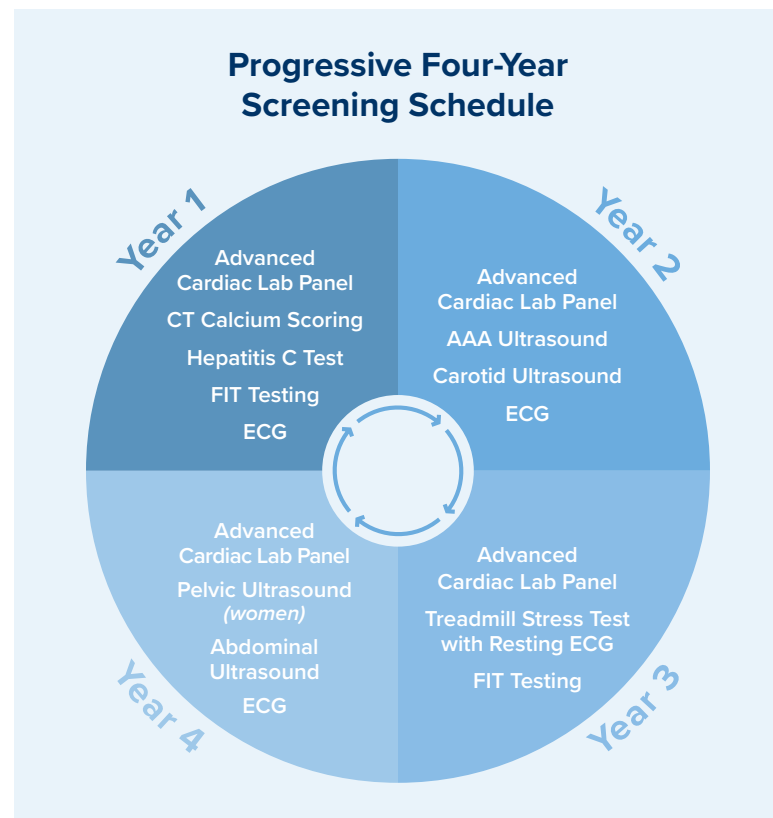 Progressive Four-Year
Screening Schedule
Year 1
Advanced
Cardiac Lab Panel
CT Calcium Scoring
Hepatitis C Test
FIT Testing
ECG
Year 2
Advanced
Cardiac Lab Panel
AAA Ultrasound
Carotid Ultrasound
ECG
Year 3
Advanced
Cardiac Lab Panel
Treadmill Stress Test
with Resting ECG
FIT Testing
Year 4
Advanced
Cardiac Lab Panel
Pelvic Ultrasound
(women)
Abdominal
Ultrasound
ECG